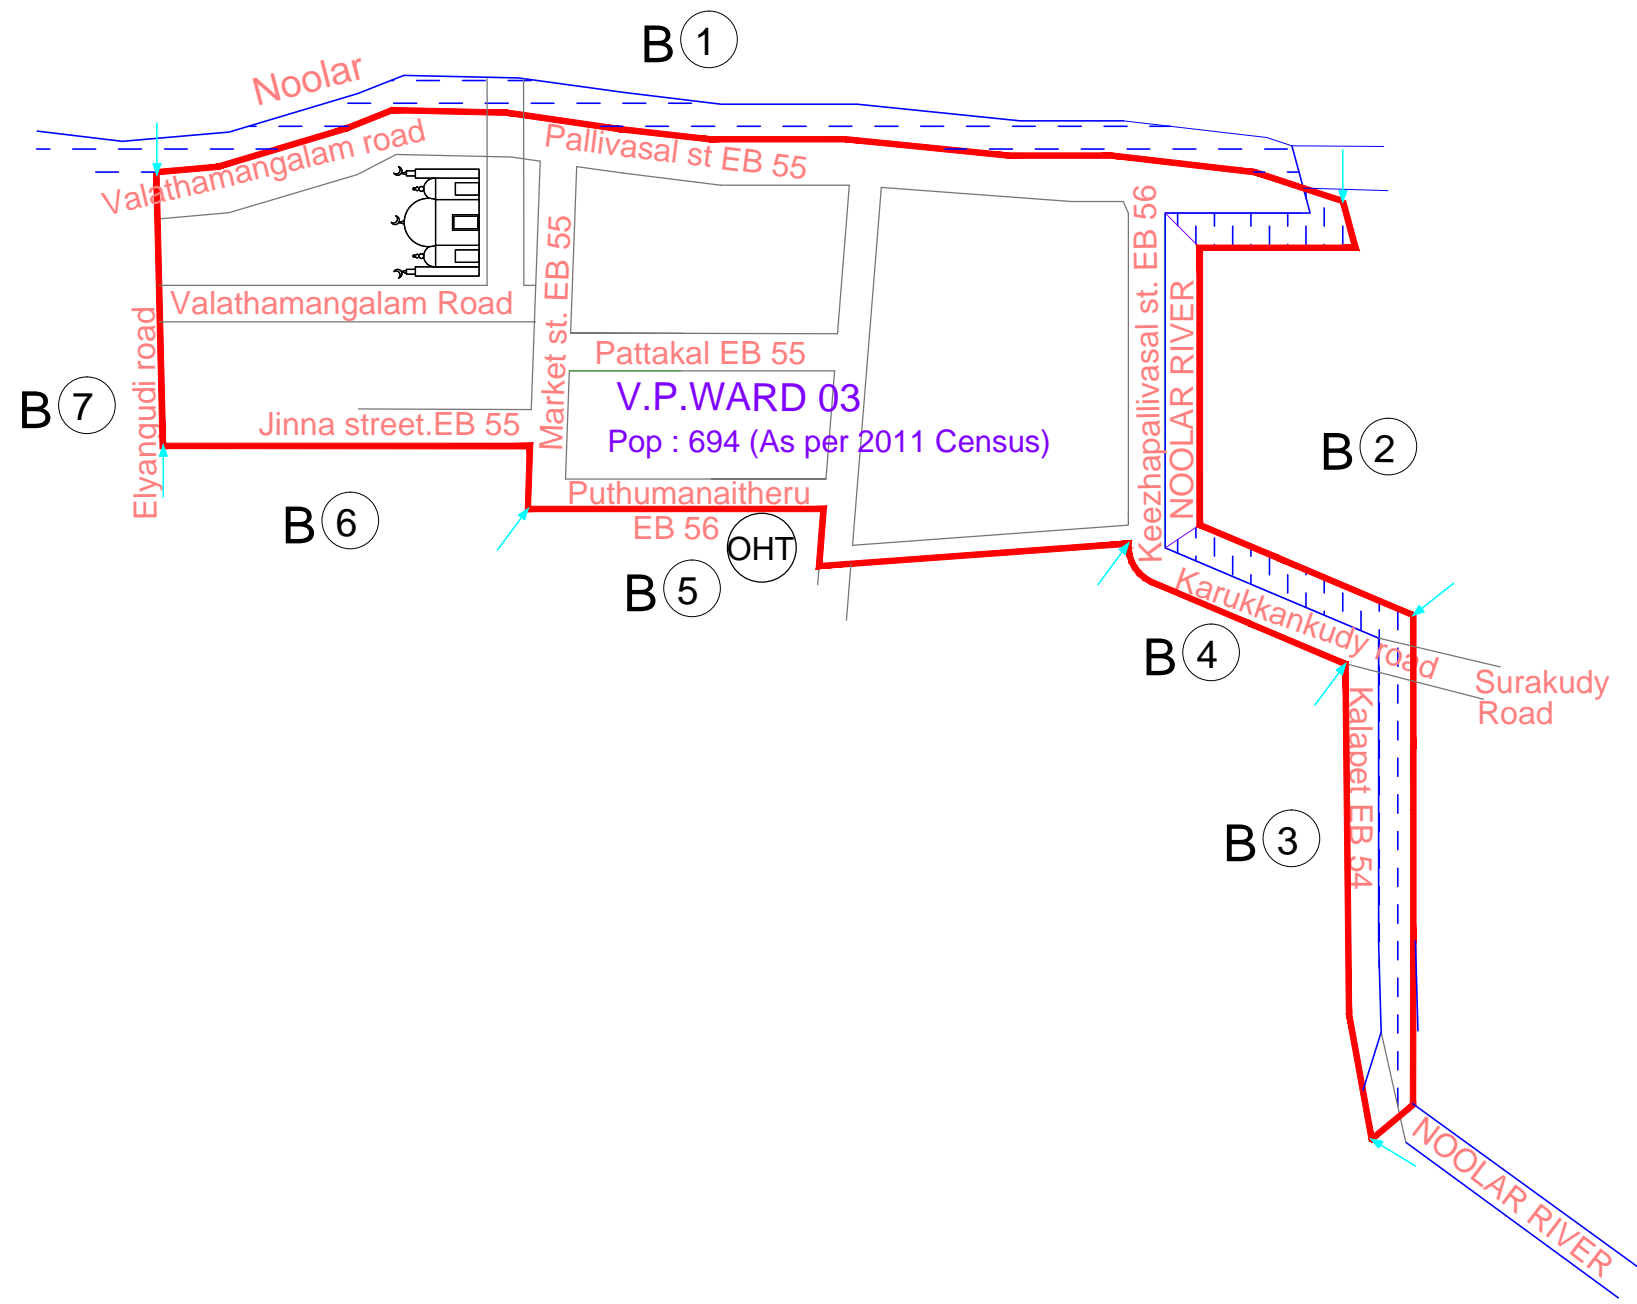 B 1
Noolar
Valathamangalam road
Pallivasal st EB 55
Keezhapallivasal st. EB 56
NOOLAR RIVER
Market st. EB 55
Valathamangalam Road
Elyangudi road
Pattakal EB 55
V.P.WARD 03
Pop : 694 (As per 2011 Census)
B 7
Jinna street.EB 55
B 2
Puthumanaitheru
EB 56
OHT
B 6
B 5
Karukkankudy road
B 4
Surakudy
Road
Kalapet EB 54
B 3
NOOLAR RIVER